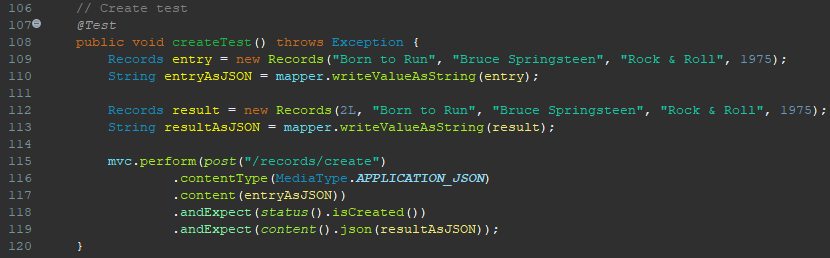 106 // Create test
107 @Test
108 public void createTest() throws Exception {
109 Records entry = new Records("Born to Run", "Bruce Springsteen", "Rock & Roll", 1975);
110 String entryAsJSON = mapper.writeValueAsString(entry);
111
112 Records result = new Records(2L, "Born to Run", "Bruce Springsteen", "Rock & Roll", 1975);
113 String resultAsJSON = mapper.writeValueAsString(result);
114
115 mvc.perform(post("/records/create")
116 .contentType(MediaType.APPLICATION_JSON)
117 .content(entryAsJSON))
118 .andExpect(status().isCreated())
119 .andExpect(content().json(resultAsJSON));
120 }